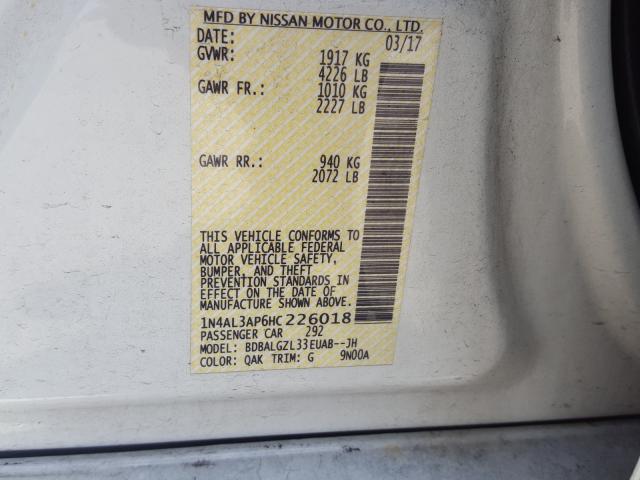 MFD BY NISSAN MOTOR CO., LTD.
DATE: 03/17
GVWR: 1917 KG
4226 LB
GAWR FR.: 1010 KG
2227 LB
GAWR RR.: 940 KG
2072 LB
THIS VEHICLE CONFORMS TO
ALL APPLICABLE FEDERAL
MOTOR VEHICLE SAFETY,
BUMPER, AND THEFT
PREVENTION STANDARDS IN
EFFECT ON THE DATE OF
MANUFACTURE SHOWN ABOVE.
1N4AL3AP6HC226018
PASSENGER CAR 292
MODEL: BDBALGZL33EUAB--JH
COLOR: QAK TRIM: G 9N00A